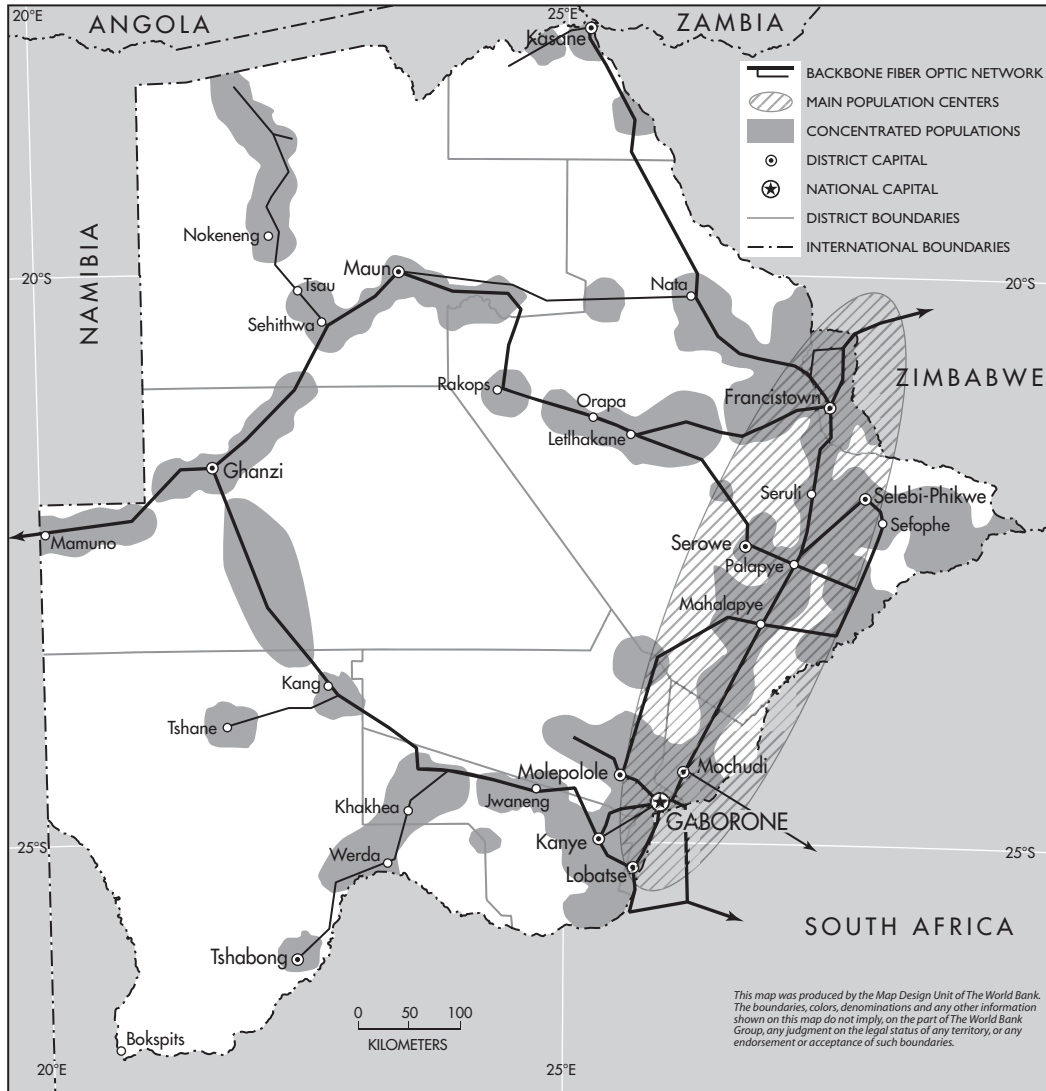 20°E
ANGOLA
25°E
ZAMBIA
Kasane
BACKBONE FIBER OPTIC NETWORK
MAIN POPULATION CENTERS
CONCENTRATED POPULATIONS
DISTRICT CAPITAL
NATIONAL CAPITAL
DISTRICT BOUNDARIES
INTERNATIONAL BOUNDARIES
NAMIBIA
Nokeneng
20°S
Maun
Tsau
Nata
20°S
Sehithwa
ZIMBABWE
Rakops
Orapa
Francistown
Letlhakane
Ghanzi
Seruli
Selebi-Phikwe
Sefophe
Mamuno
Serowe
Palapye
Mahalapye
Kang
Tshane
Molepolole
Mochudi
Jwaneng
Khakhea
GABORONE
Kanye
25°S
Werda
25°S
Lobatse
SOUTH AFRICA
Tshabong
This map was produced by the Map Design Unit of The World Bank.
The boundaries, colors, denominations and any other information
shown on this map do not imply, on the part of The World Bank
Group, any judgment on the legal status of any territory, or any
endorsement or acceptance of such boundaries.
0 50 100
KILOMETERS
Bokspits
20°E
25°E